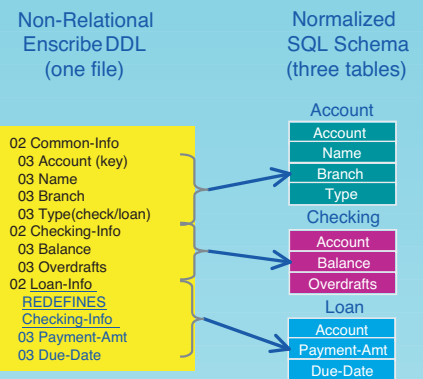 Non-Relational
Enscribe DDL
(one file)
02 Common-Info
03 Account (key)
03 Name
03 Branch
03 Type(check/loan)
02 Checking-Info
03 Balance
03 Overdrafts
02 Loan-Info
REDEFINES
Checking-Info
03 Payment-Amt
03 Due-Date
Normalized
SQL Schema
(three tables)
Account
Account
Name
Branch
Type
Checking
Account
Balance
Overdrafts
Loan
Account
Payment-Amt
Due-Date